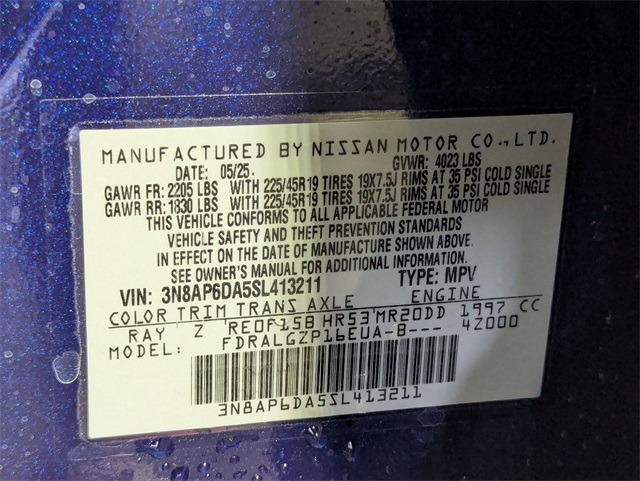 MANUFACTURED BY NISSAN MOTOR CO., LTD.
DATE: 05/25. GVWR: 4023 LBS
GAWR FR: 2205 LBS WITH 225/45R19 TIRES 19X7.5J RIMS AT 35 PSI COLD SINGLE
GAWR RR: 1830 LBS WITH 225/45R19 TIRES 19X7.5J RIMS AT 35 PSI COLD SINGLE
THIS VEHICLE CONFORMS TO ALL APPLICABLE FEDERAL MOTOR
VEHICLE SAFETY AND THEFT PREVENTION STANDARDS
IN EFFECT ON THE DATE OF MANUFACTURE SHOWN ABOVE.
SEE OWNER'S MANUAL FOR ADDITIONAL INFORMATION.
VIN: 3N8AP6DA5SL413211 TYPE: MPV
COLOR TRIM TRANS AXLE ENGINE
RAY Z RE0F15B HR53 MR20DD 1997 CC
MODEL: FDRALGZP16EUA-B--- 4Z000
3N8AP6DA5SL413211